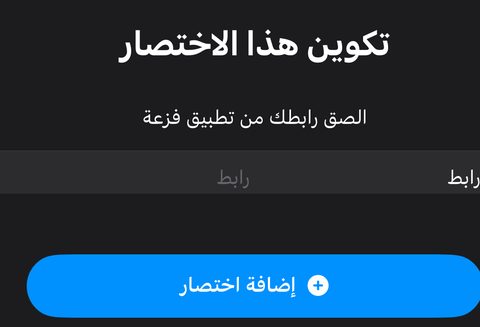 تكوين هذا الاختصار
الصق رابطك من تطبيق فزعة
رابط رابط
إضافة اختصار